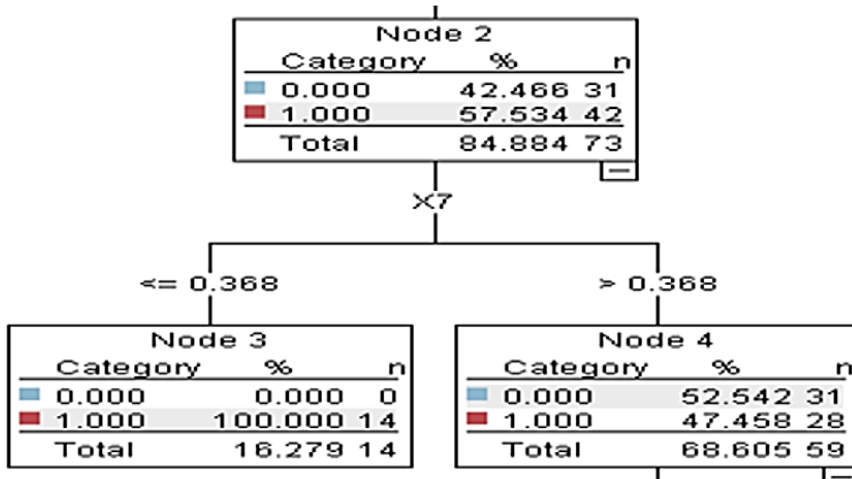 Node 2
Category % n
0.000 42.466 31
1.000 57.534 42
Total 84.884 73
X7
<= 0.368
> 0.368
Node 3
Category % n
0.000 0.000 0
1.000 100.000 14
Total 16.279 14
Node 4
Category % n
0.000 52.542 31
1.000 47.458 28
Total 68.605 59